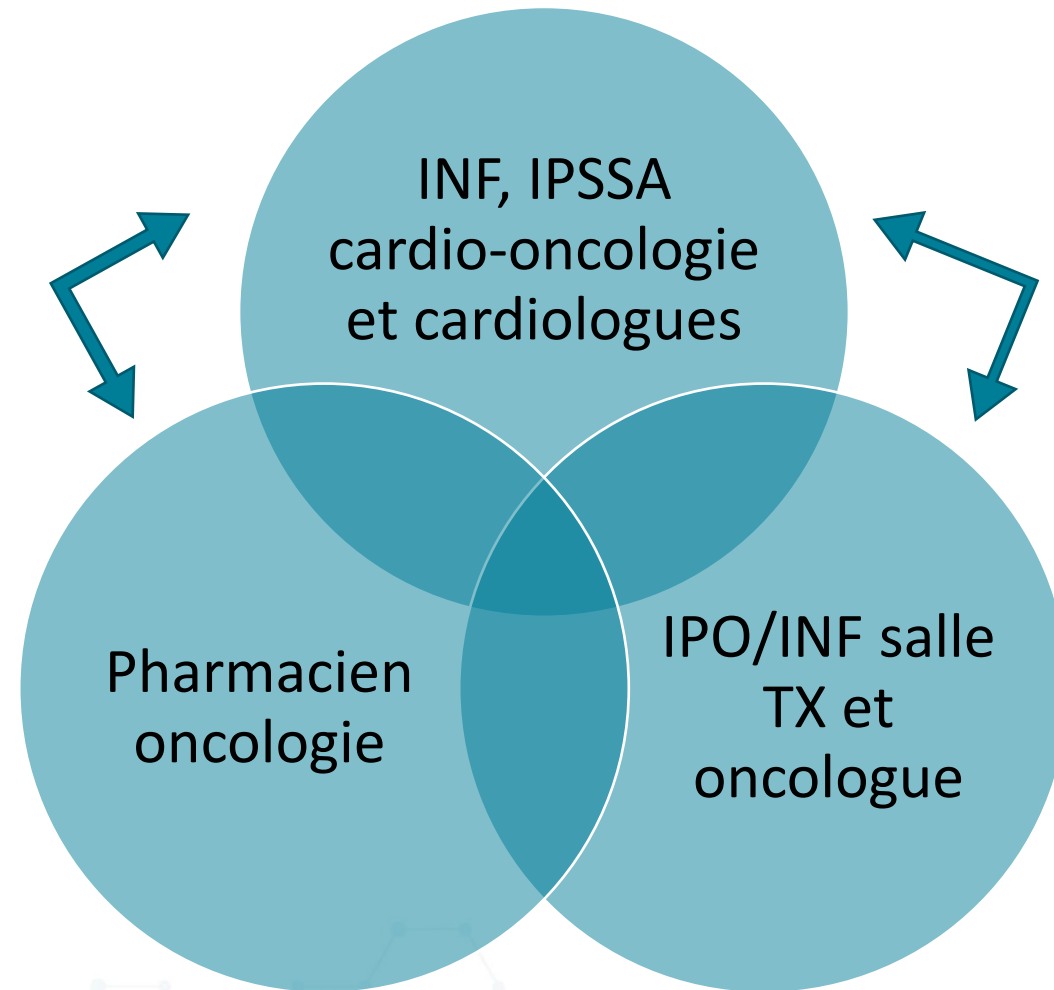 INF, IPSSA
cardio-oncologie
et cardiologues
Pharmacien
oncologie
IPO/INF salle
TX et
oncologue